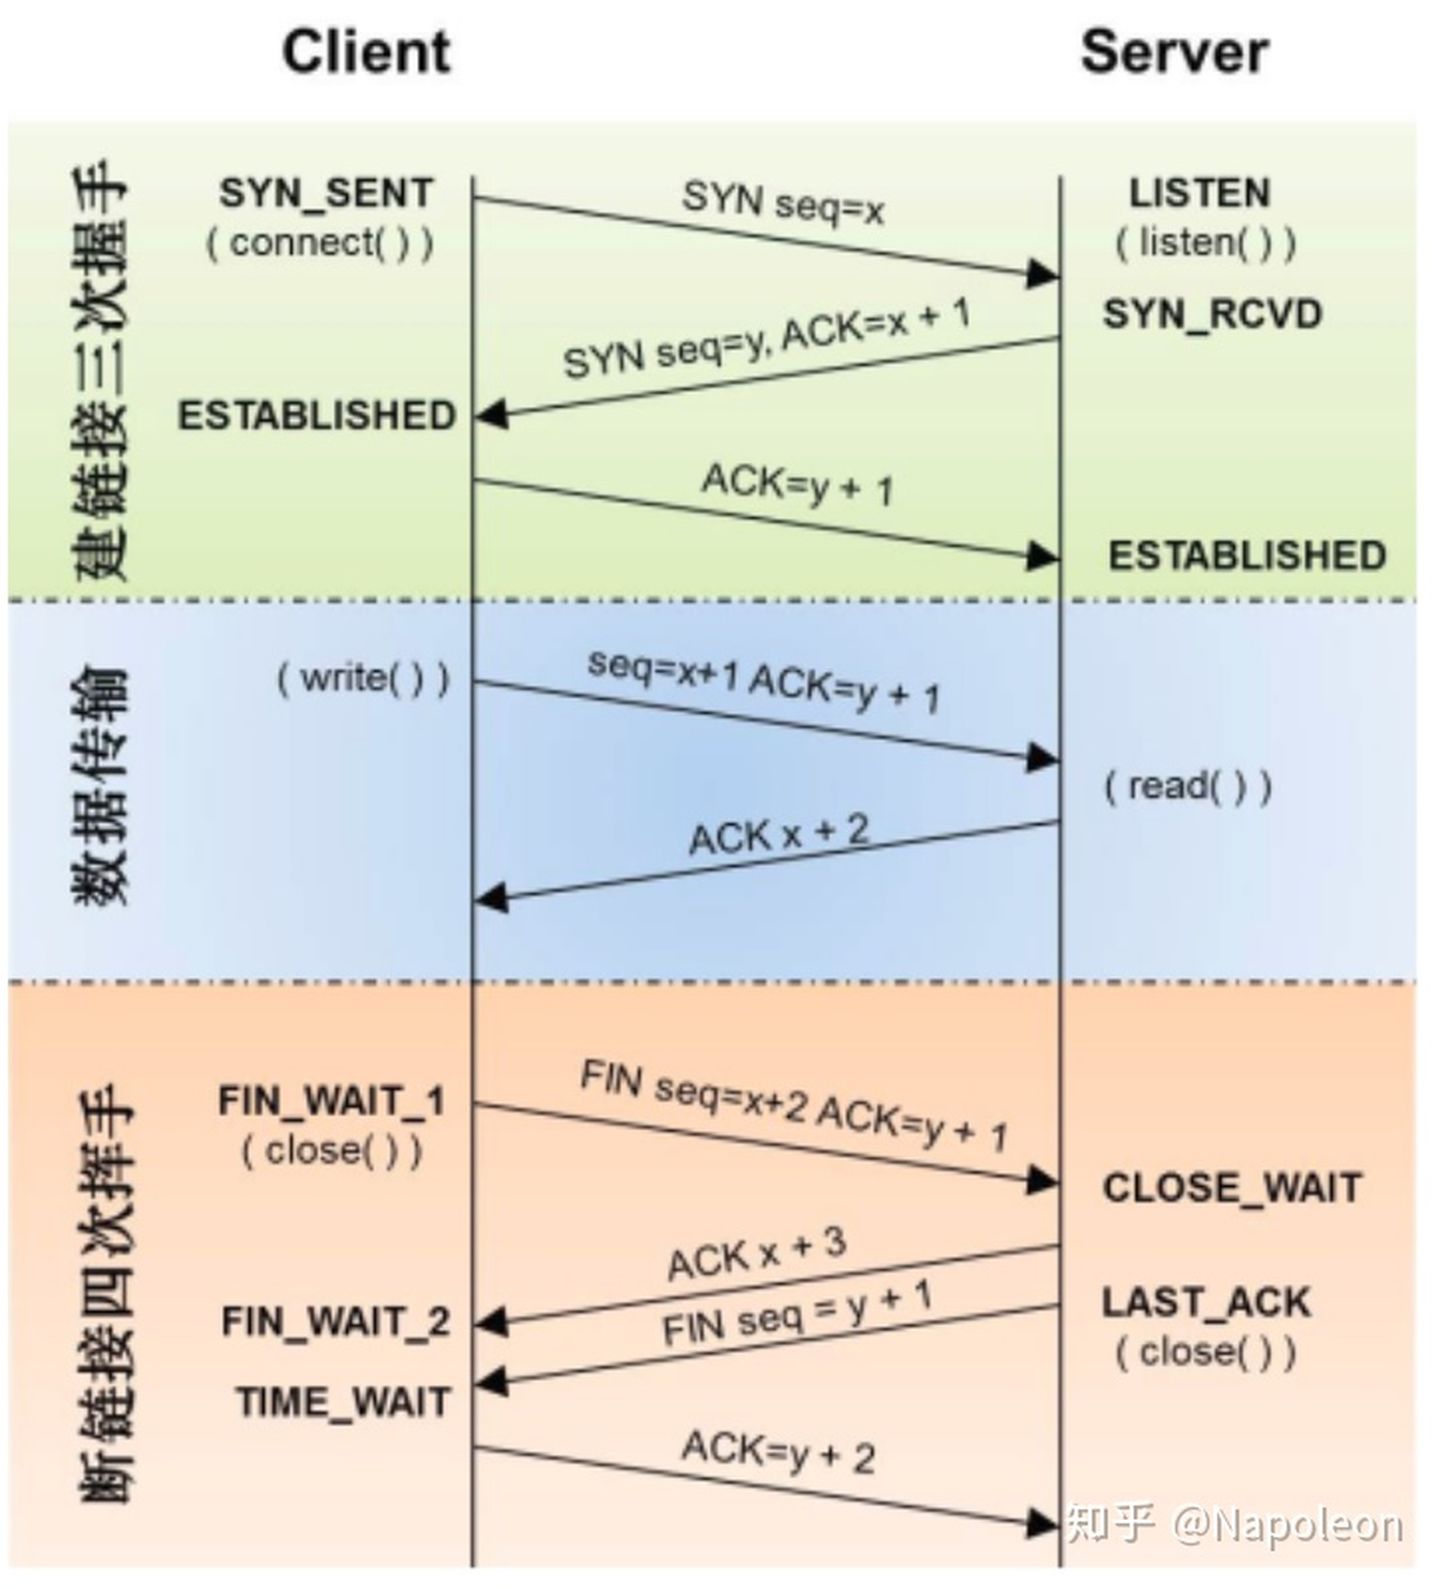 Client
Server
建链接三次握手
SYN_SENT
( connect( ) )
SYN seq=x
LISTEN
( listen( ) )
SYN_RCVD
SYN seq=y, ACK=x + 1
ESTABLISHED
ACK=y + 1
ESTABLISHED
数据传输
( write( ) )
seq=x+1 ACK=y + 1
( read( ) )
ACK x + 2
断链接四次挥手
FIN_WAIT_1
( close( ) )
FIN seq=x+2 ACK=y + 1
CLOSE_WAIT
ACK x + 3
FIN_WAIT_2
FIN seq = y + 1
LAST_ACK
( close( ) )
TIME_WAIT
ACK=y + 2
知乎 @Napoleon